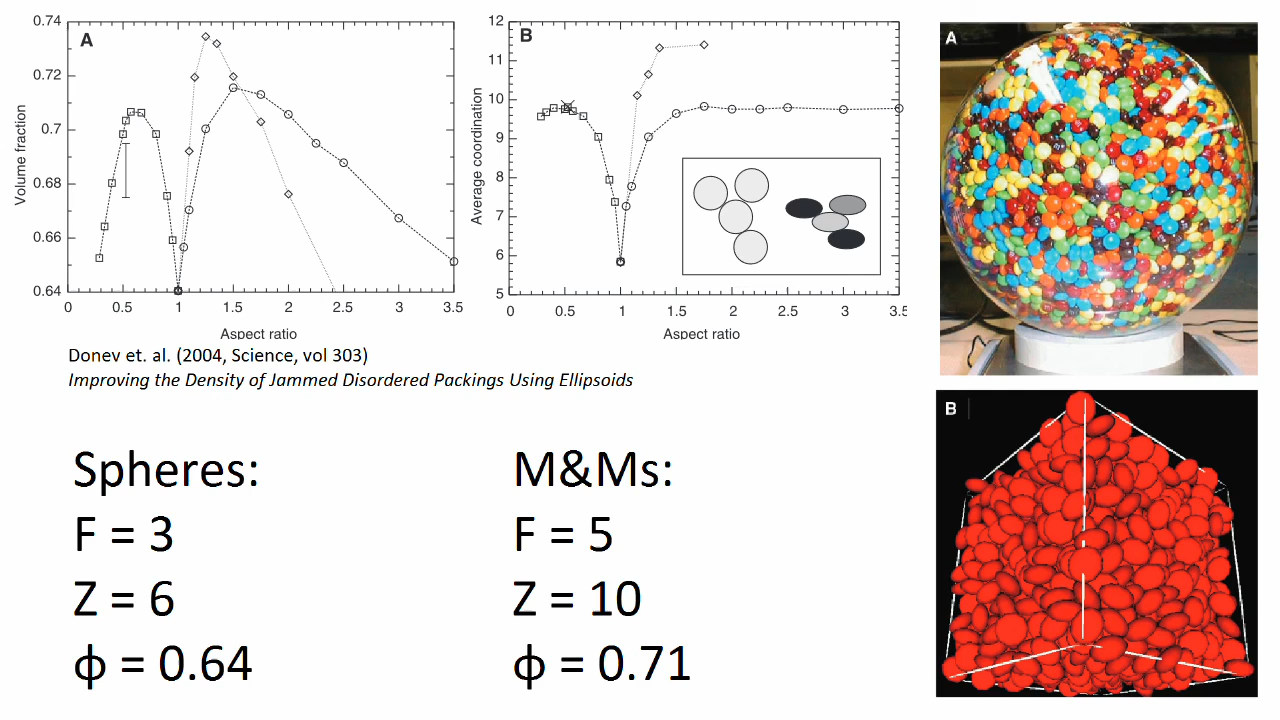 A
0.74
0.72
0.7
0.68
0.66
0.64
Volume fraction
0 0.5 1 1.5 2 2.5 3 3.5
Aspect ratio
B
12
11
10
9
8
7
6
5
Average coordination
0 0.5 1 1.5 2 2.5 3 3.5
Aspect ratio
A
B
Donev et. al. (2004, Science, vol 303)
Improving the Density of Jammed Disordered Packings Using Ellipsoids
Spheres:
F = 3
Z = 6
ϕ = 0.64
M&Ms:
F = 5
Z = 10
ϕ = 0.71